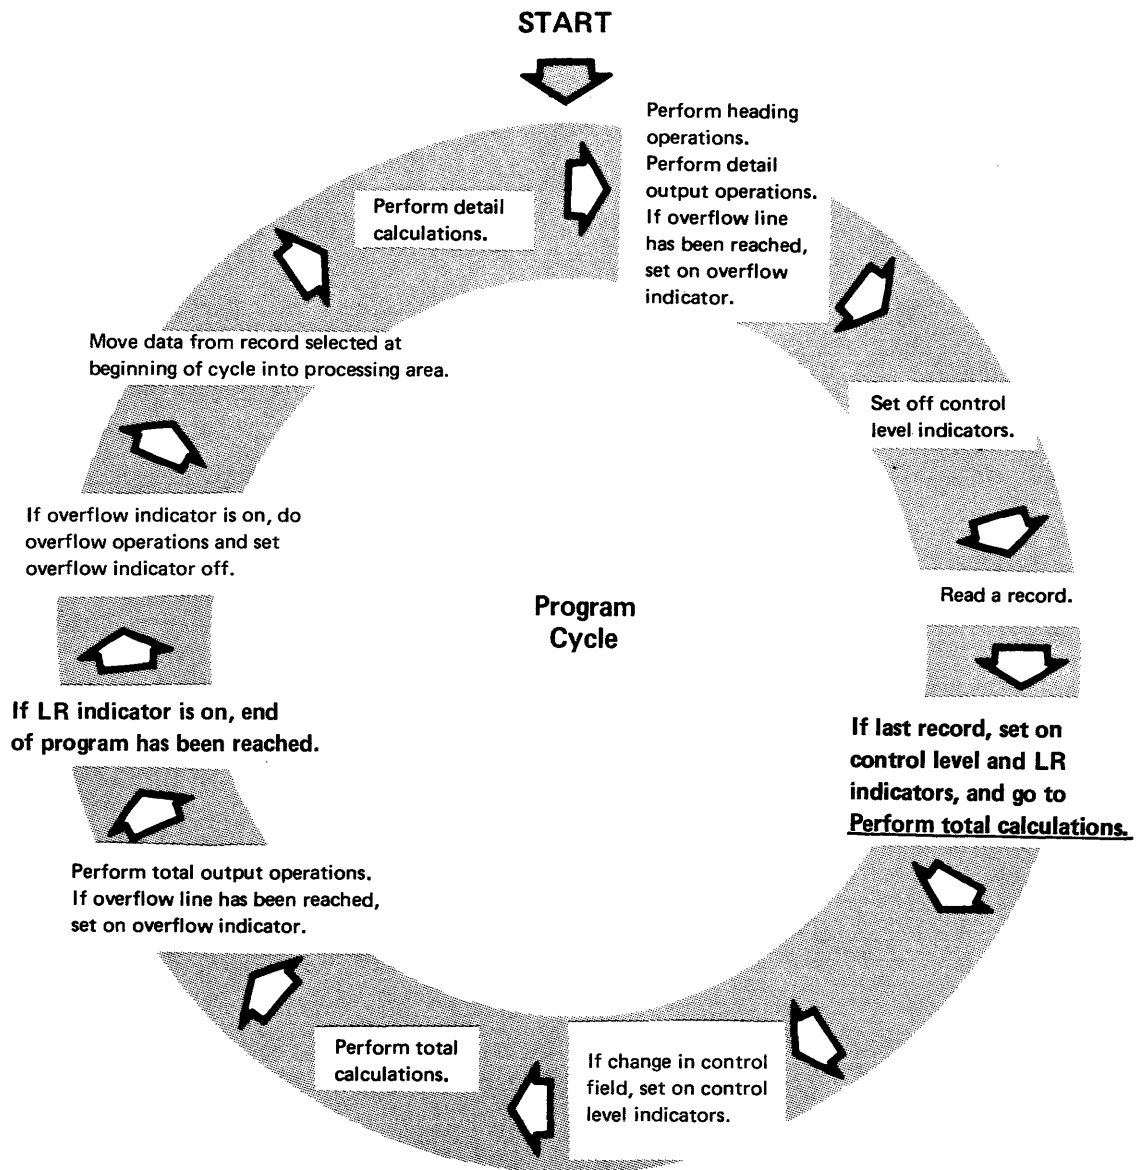 START
Perform heading
operations.
Perform detail
output operations.
If overflow line
has been reached,
set on overflow
indicator.
Set off control
level indicators.
Read a record.
If last record, set on
control level and LR
indicators, and go to
Perform total calculations.
If change in control
field, set on control
level indicators.
Perform total
calculations.
Perform total output operations.
If overflow line has been reached,
set on overflow indicator.
If LR indicator is on, end
of program has been reached.
If overflow indicator is on, do
overflow operations and set
overflow indicator off.
Move data from record selected at
beginning of cycle into processing area.
Perform detail
calculations.
Program
Cycle